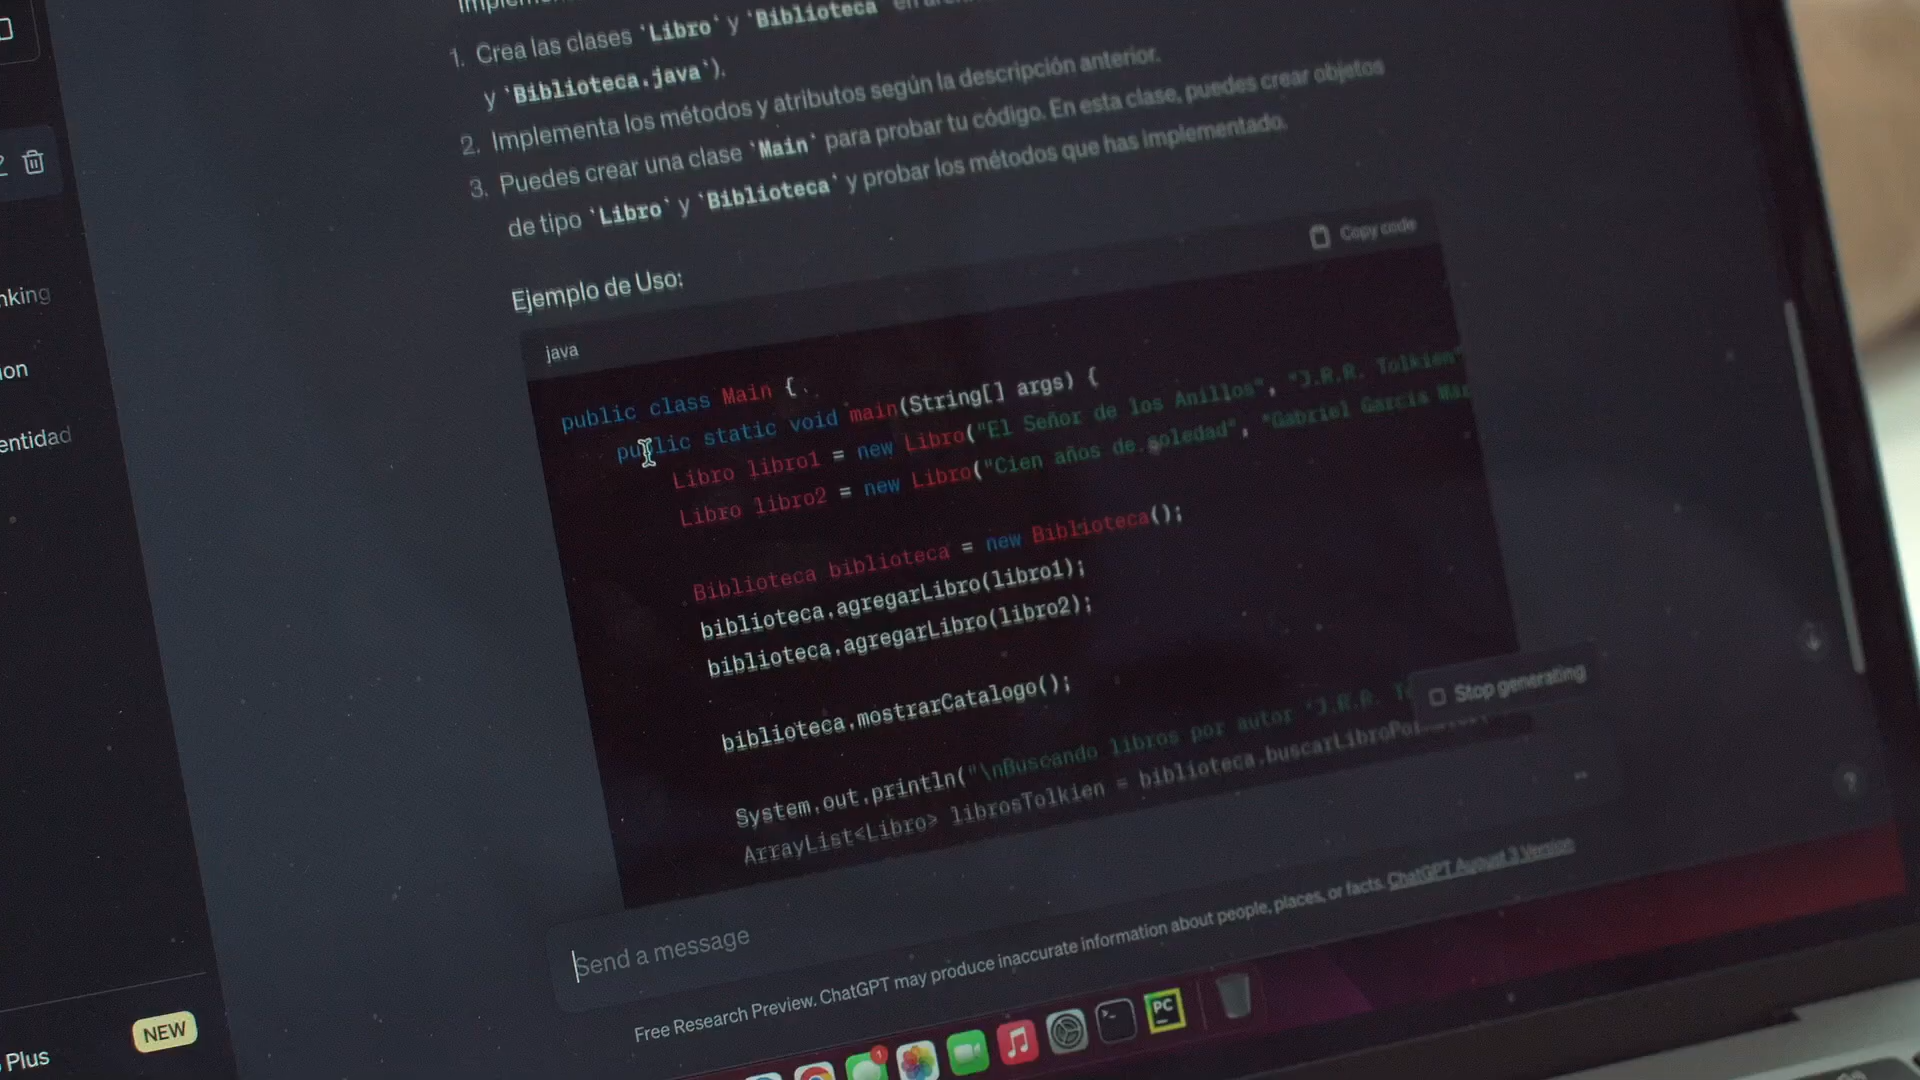 1. Crea las clases `Libro` y `Biblioteca
y `Biblioteca.java`).
2. Implementa los métodos y atributos según la descripción anterior.
3. Puedes crear una clase `Main` para probar tu código. En esta clase, puedes crear objetos
de tipo `Libro` y `Biblioteca` y probar los métodos que has implementado.
Ejemplo de Uso:
java
Copy code
public class Main {
public static void main(String[] args) {
Libro libro1 = new Libro("El Señor de los Anillos", "J.R.R. Tolkien"
Libro libro2 = new Libro("Cien años de soledad", "Gabriel García Már
Biblioteca biblioteca = new Biblioteca();
biblioteca.agregarLibro(libro1);
biblioteca.agregarLibro(libro2);
biblioteca.mostrarCatalogo();
System.out.println("\nBuscando libros por autor 'J.R.R.
ArrayList<Libro> librosTolkien = biblioteca.buscarLibroPo
Stop generating
Send a message
Free Research Preview. ChatGPT may produce inaccurate information about people, places, or facts. ChatGPT August 3 Version
nking
ion
entidad
Plus
NEW
PC
1
?